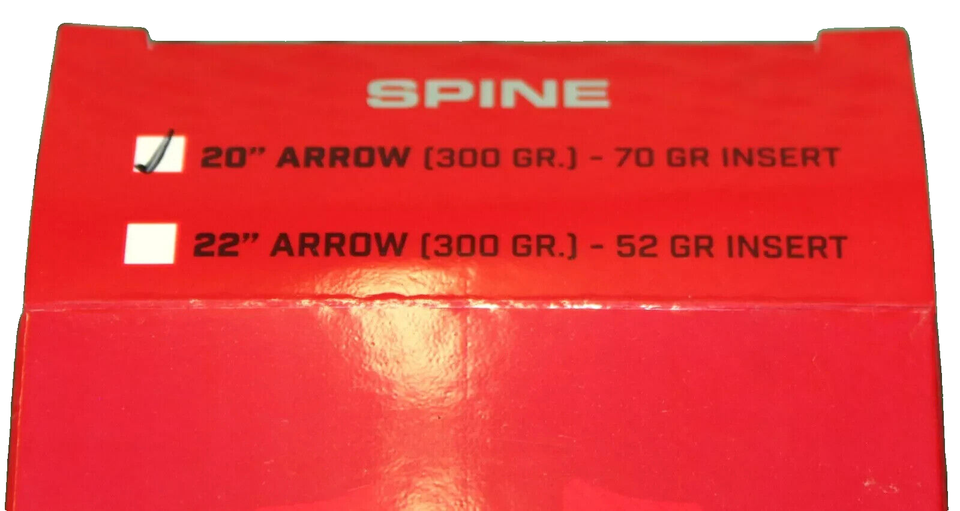 SPINE
20” ARROW (300 GR.) - 70 GR INSERT
22” ARROW (300 GR.) - 52 GR INSERT